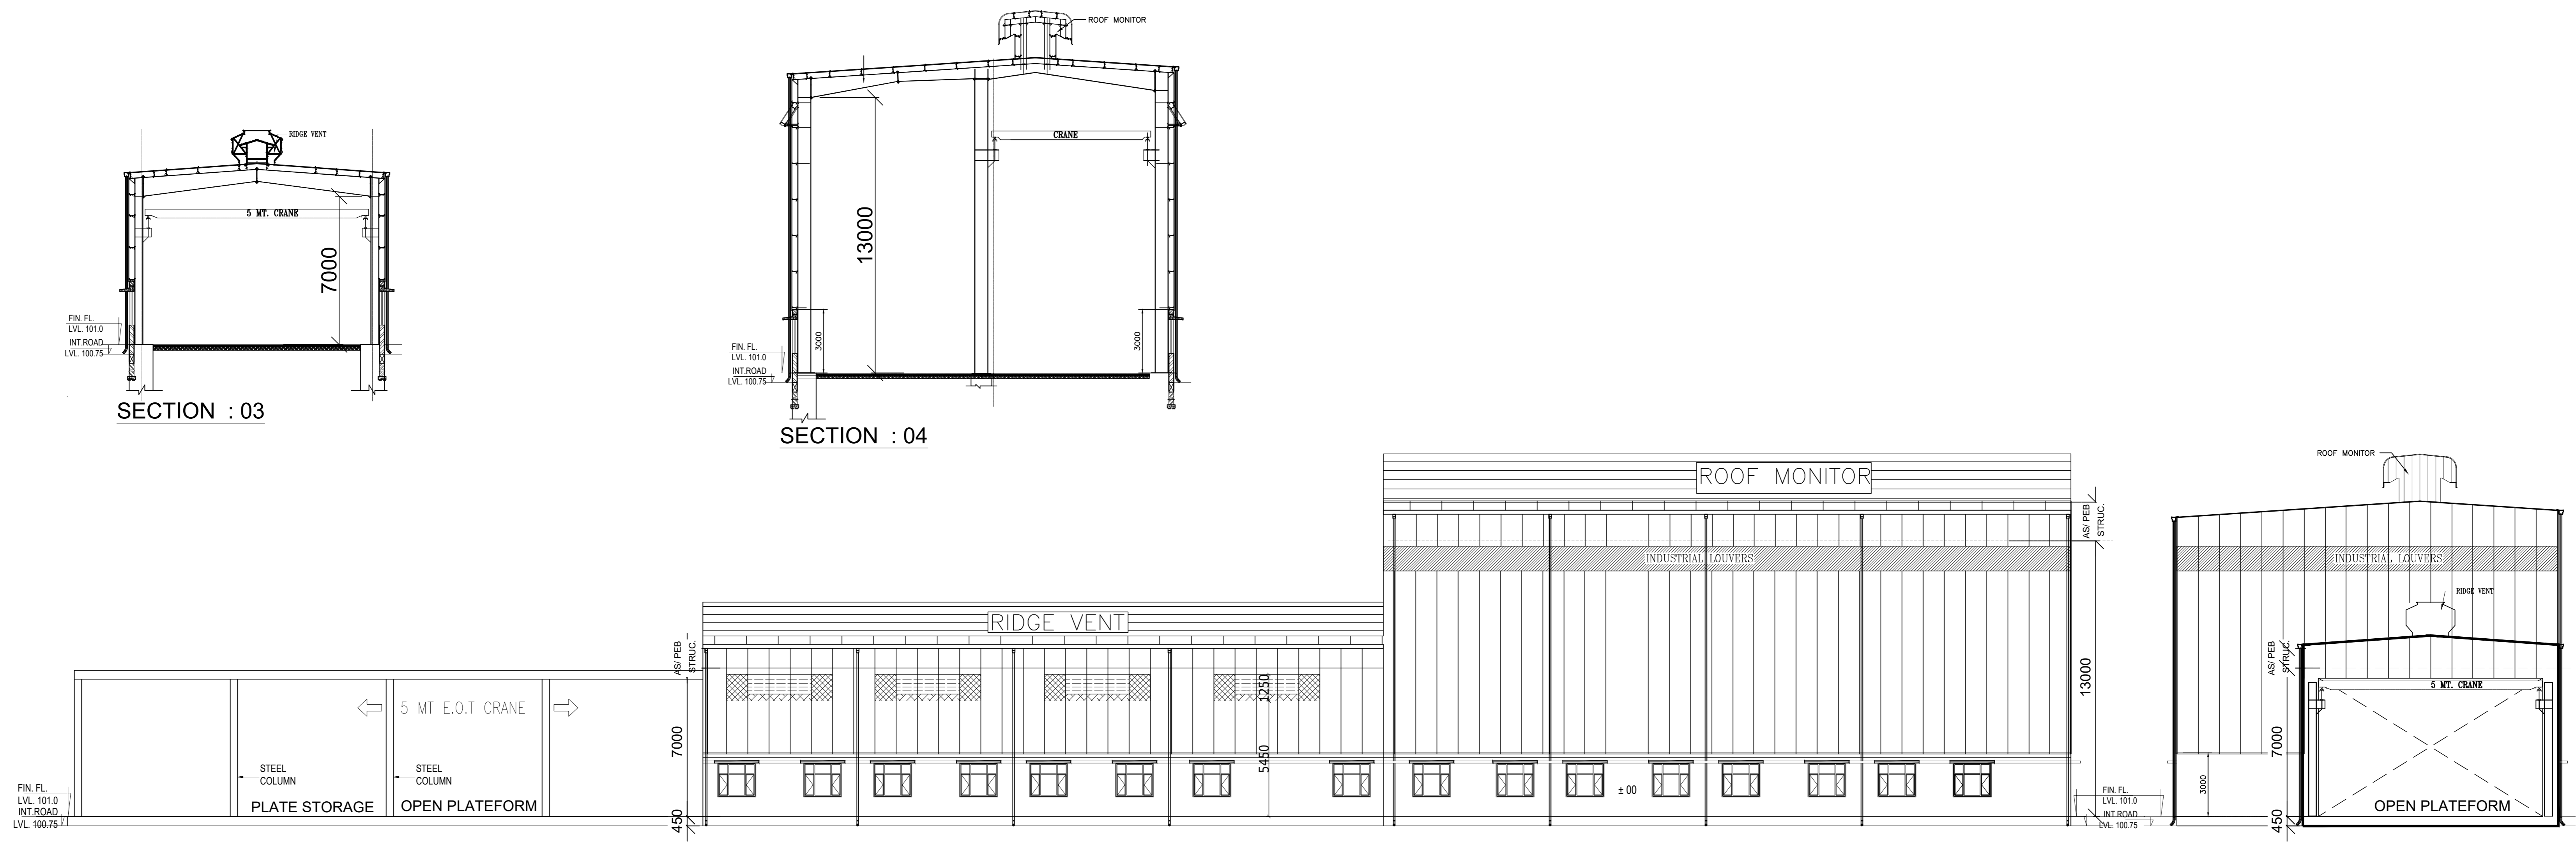 ROOF MONITOR
RIDGE VENT
5 MT. CRANE
7000
FIN. FL.
LVL. 101.0
INT.ROAD
LVL. 100.75
SECTION : 03
CRANE
13000
3000
3000
FIN. FL.
LVL. 101.0
INT.ROAD
LVL. 100.75
SECTION : 04
ROOF MONITOR
AS/ PEB
STRUC.
INDUSTRIAL LOUVERS
RIDGE VENT
AS/ PEB
STRUC.
1250
5 MT E.O.T CRANE
7000
5450
13000
STEEL
COLUMN
STEEL
COLUMN
PLATE STORAGE
OPEN PLATEFORM
± 00
FIN. FL.
LVL. 101.0
INT.ROAD
LVL. 100.75
450
FIN. FL.
LVL. 101.0
INT.ROAD
LVL. 100.75
ROOF MONITOR
INDUSTRIAL LOUVERS
RIDGE VENT
AS/ PEB
STRUC.
5 MT. CRANE
7000
3000
OPEN PLATEFORM
450